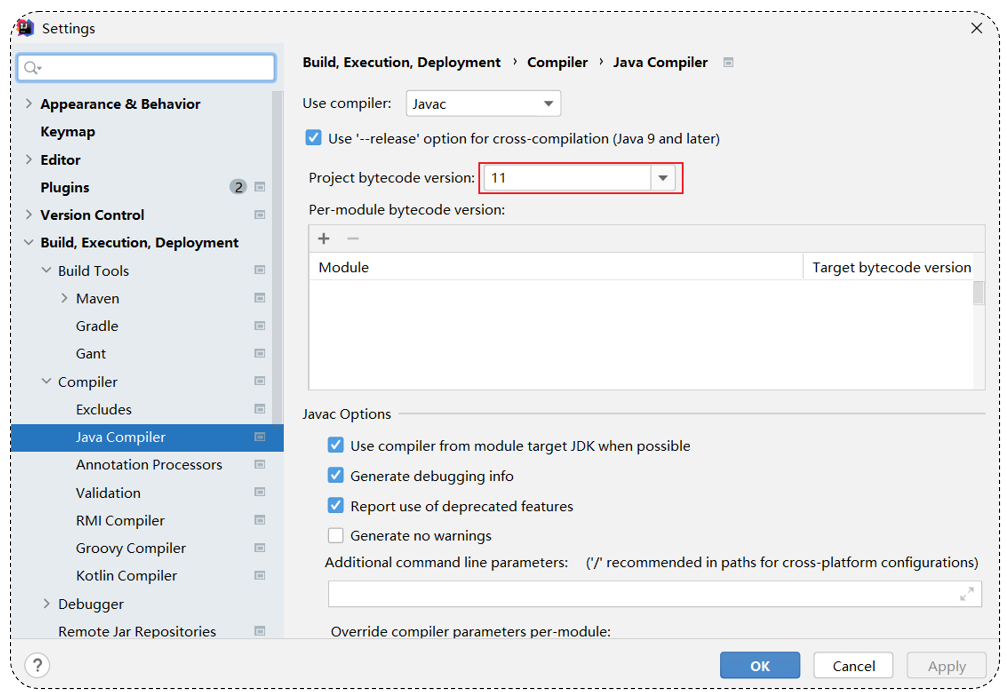 Settings
Appearance & Behavior
Keymap
Editor
Plugins 2
Version Control
Build, Execution, Deployment
Build Tools
Maven
Gradle
Gant
Compiler
Excludes
Java Compiler
Annotation Processors
Validation
RMI Compiler
Groovy Compiler
Kotlin Compiler
Debugger
Remote Jar Repositories
Build, Execution, Deployment › Compiler › Java Compiler
Use compiler: Javac
Use '--release' option for cross-compilation (Java 9 and later)
Project bytecode version: 11
Per-module bytecode version:
+ −
Module Target bytecode version
Javac Options
Use compiler from module target JDK when possible
Generate debugging info
Report use of deprecated features
Generate no warnings
Additional command line parameters: ('/' recommended in paths for cross-platform configurations)
Override compiler parameters per-module:
? OK Cancel Apply